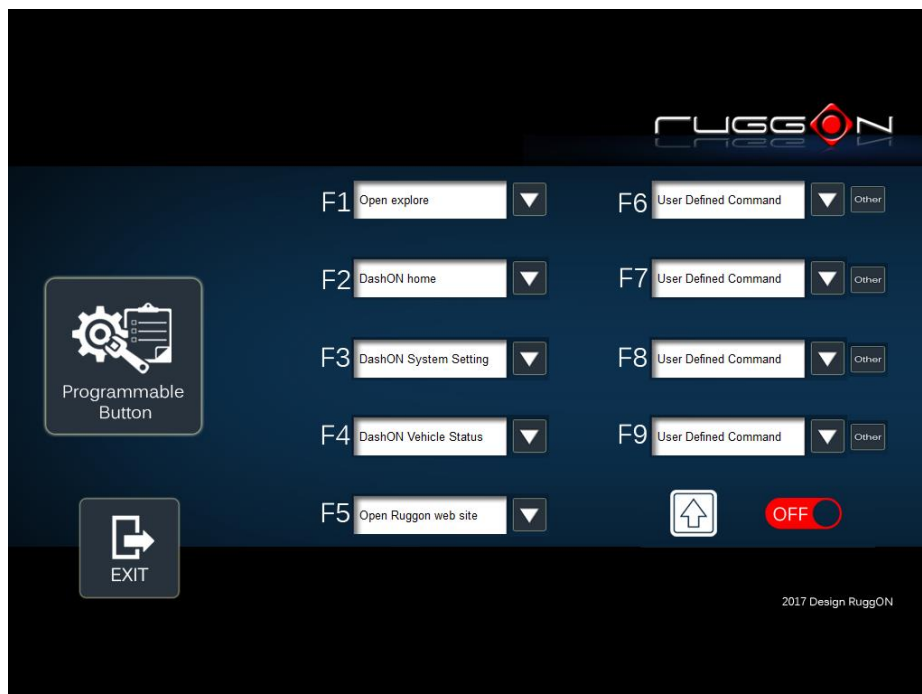 ruggON
F1 Open explore
F6 User Defined Command Other
F2 DashON home
F7 User Defined Command Other
F3 DashON System Setting
F8 User Defined Command Other
Programmable
Button
F4 DashON Vehicle Status
F9 User Defined Command Other
F5 Open Ruggon web site
OFF
EXIT
2017 Design RuggON